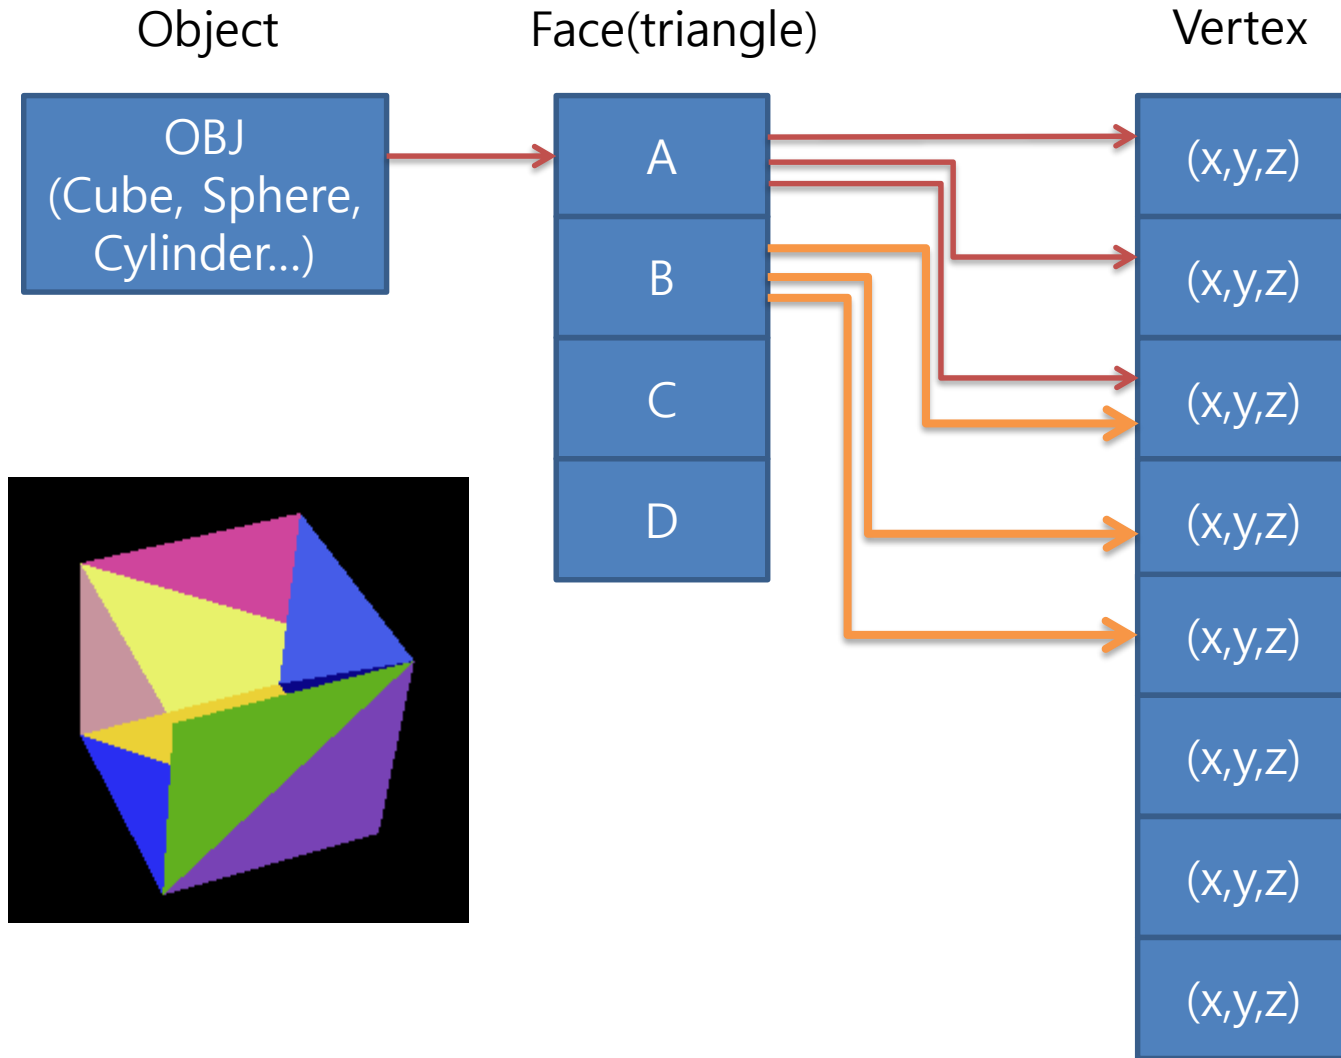 Object
Face(triangle)
Vertex
OBJ
(Cube, Sphere,
Cylinder...)
A
B
C
D
(x,y,z)
(x,y,z)
(x,y,z)
(x,y,z)
(x,y,z)
(x,y,z)
(x,y,z)
(x,y,z)